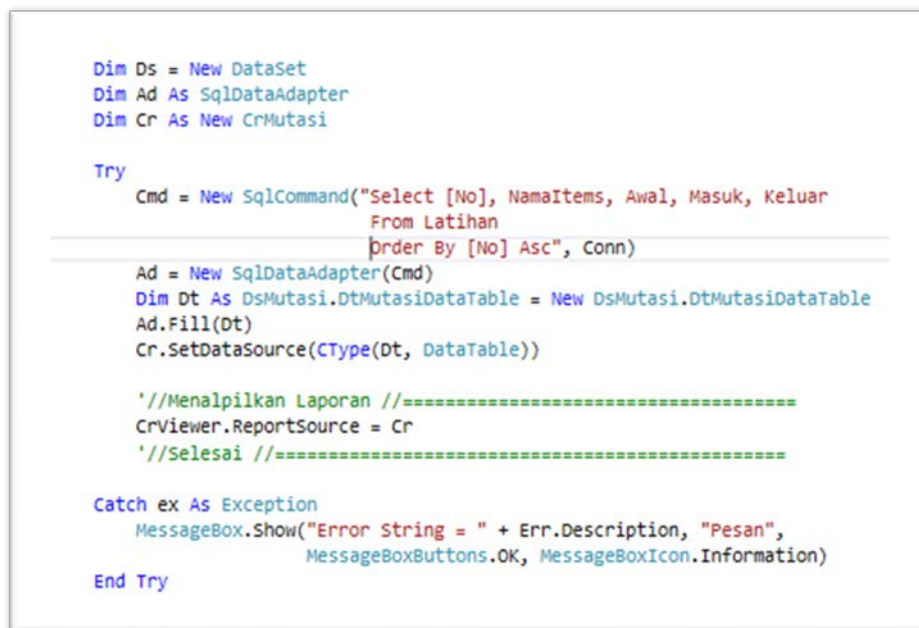 Dim Ds = New DataSet
Dim Ad As SqlDataAdapter
Dim Cr As New CrMutasi
Try
Cmd = New SqlCommand("Select [No], NamaItems, Awal, Masuk, Keluar
From Latihan
Order By [No] Asc", Conn)
Ad = New SqlDataAdapter(Cmd)
Dim Dt As DsMutasi.DtMutasiDataTable = New DsMutasi.DtMutasiDataTable
Ad.Fill(Dt)
Cr.SetDataSource(CType(Dt, DataTable))
'//Menalpilkan Laporan //=====================================
CrViewer.ReportSource = Cr
'//Selesai //================================================
Catch ex As Exception
MessageBox.Show("Error String = " + Err.Description, "Pesan",
MessageBoxButtons.OK, MessageBoxIcon.Information)
End Try